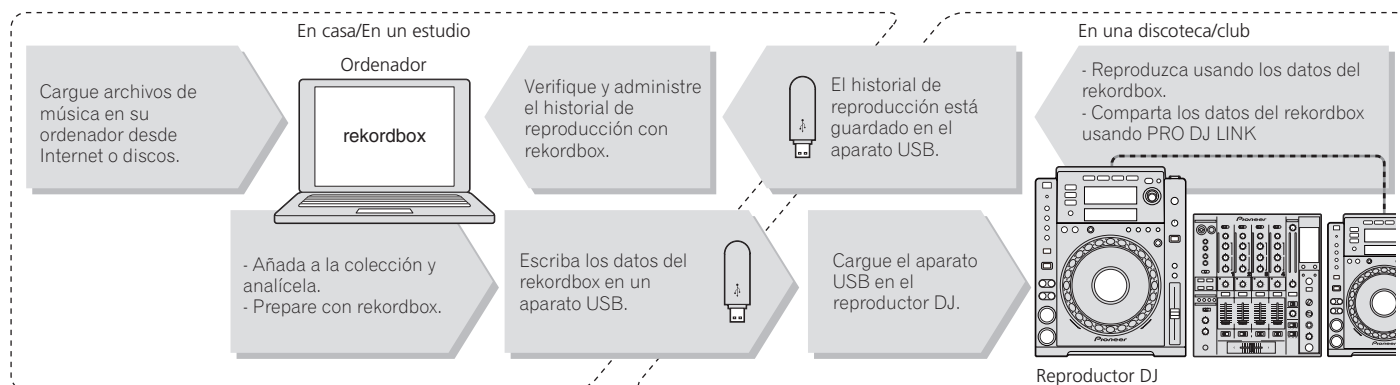 En casa/En un estudio
En una discoteca/club
Cargue archivos de
música en su
ordenador desde
Internet o discos.
Ordenador
rekordbox
Verifique y administre
el historial de
reproducción con
rekordbox.
El historial de
reproducción está
guardado en el
aparato USB.
- Reproduzca usando los datos del
rekordbox.
- Comparta los datos del rekordbox
usando PRO DJ LINK
- Añada a la colección y
analícela.
- Prepare con rekordbox.
Escriba los datos del
rekordbox en un
aparato USB.
Cargue el aparato
USB en el
reproductor DJ.
Pioneer
Pioneer
Pioneer
Reproductor DJ